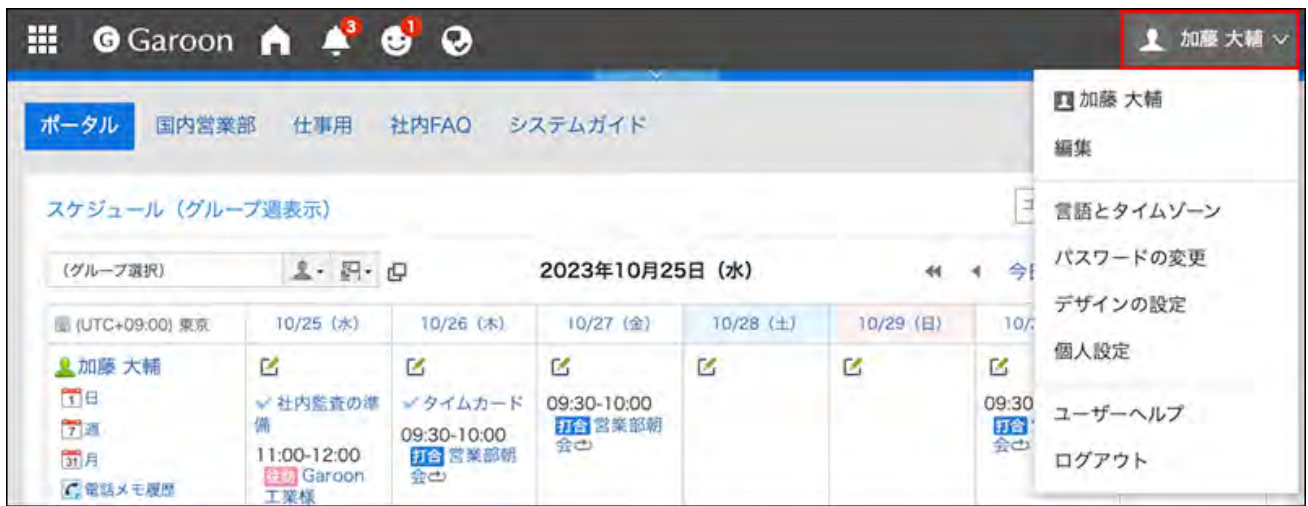 Garoon 3 1 加藤 大輔
加藤 大輔
編集
言語とタイムゾーン
パスワードの変更
デザインの設定
個人設定
ユーザーヘルプ
ログアウト
ポータル 国内営業部 仕事用 社内FAQ システムガイド
スケジュール（グループ週表示）
（グループ選択） 2023年10月25日（水） 今日
(UTC+09:00) 東京 10/25（水） 10/26（木） 10/27（金） 10/28（土） 10/29（日） 10/
加藤 大輔
日
週
月
電話メモ履歴
社内監査の準
備
11:00-12:00
往訪 Garoon
工業様
タイムカード
09:30-10:00
打合 営業部朝
会
09:30-10:00
打合 営業部朝
会
09:30
打合
会